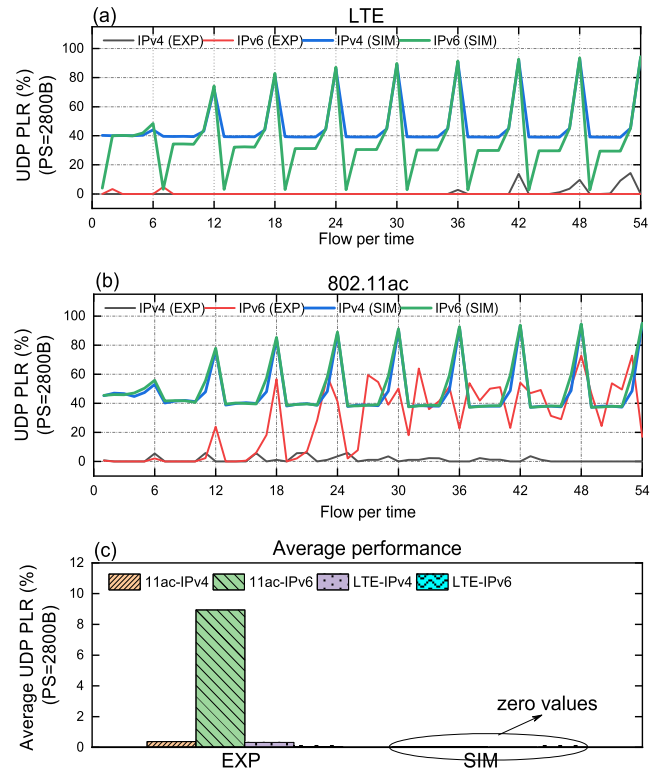 (a)
LTE
IPv4 (EXP) IPv6 (EXP) IPv4 (SIM) IPv6 (SIM)
UDP PLR (%)
(PS=2800B)
100
80
60
40
20
0
0 6 12 18 24 30 36 42 48 54
Flow per time
(b)
802.11ac
IPv4 (EXP) IPv6 (EXP) IPv4 (SIM) IPv6 (SIM)
UDP PLR (%)
(PS=2800B)
100
80
60
40
20
0
0 6 12 18 24 30 36 42 48 54
Flow per time
(c)
Average performance
11ac-IPv4 11ac-IPv6 LTE-IPv4 LTE-IPv6
Average UDP PLR (%)
(PS=2800B)
12
10
8
6
4
2
0
zero values
EXP SIM